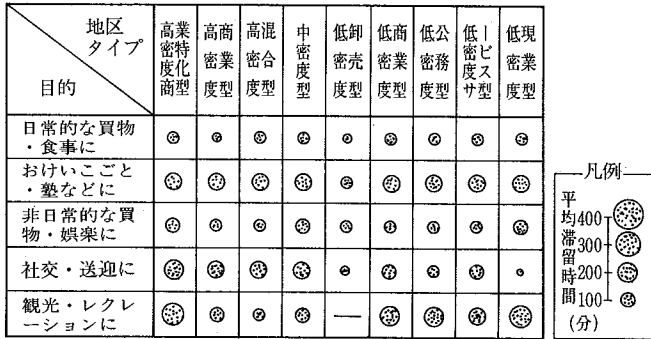 地区
タイプ
目的
高密度商
業特化型
高密度
商業型
高密度
混合型
中密度型
低密度
卸売型
低密度
商業型
低密度
公務型
低密度サ
ービス型
低密度
現業型
日常的な買物
・食事に
おけいこごと
・塾などに
非日常的な買
物・娯楽に
社交・送迎に
観光・レクレ
ーションに
凡例
平均滞留時間
(分)
400
300
200
100